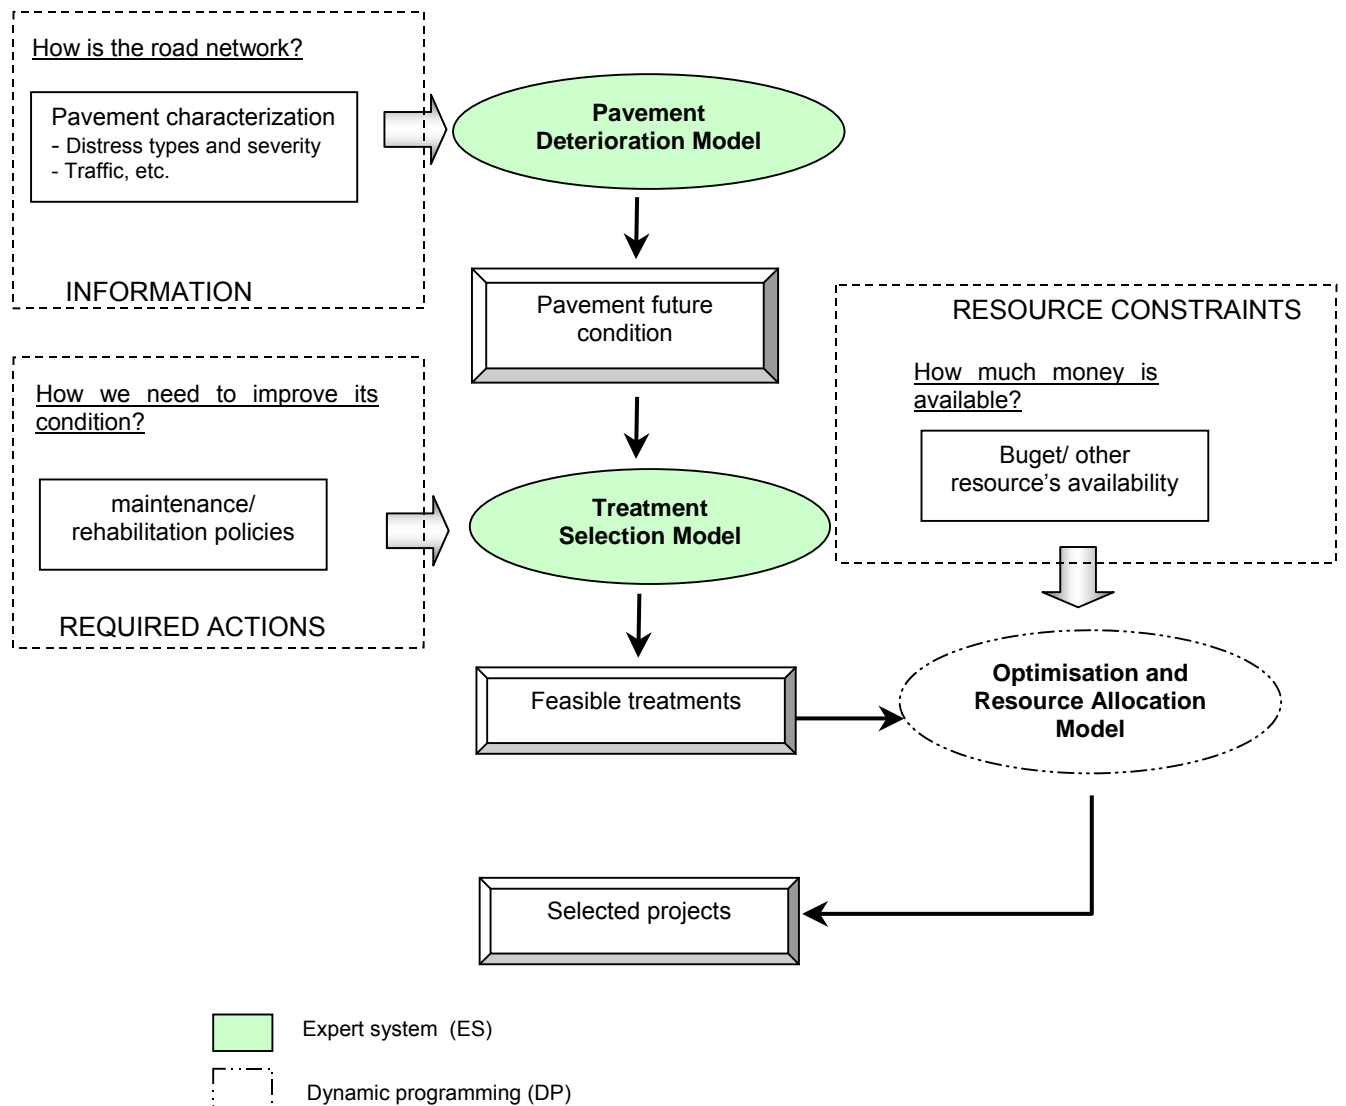 How is the road network?
Pavement characterization
- Distress types and severity
- Traffic, etc.
INFORMATION
Pavement
Deterioration Model
Pavement future
condition
RESOURCE CONSTRAINTS
How much money is
available?
Buget/ other
resource’s availability
How we need to improve its
condition?
maintenance/
rehabilitation policies
REQUIRED ACTIONS
Treatment
Selection Model
Feasible treatments
Optimisation and
Resource Allocation
Model
Selected projects
Expert system (ES)
Dynamic programming (DP)